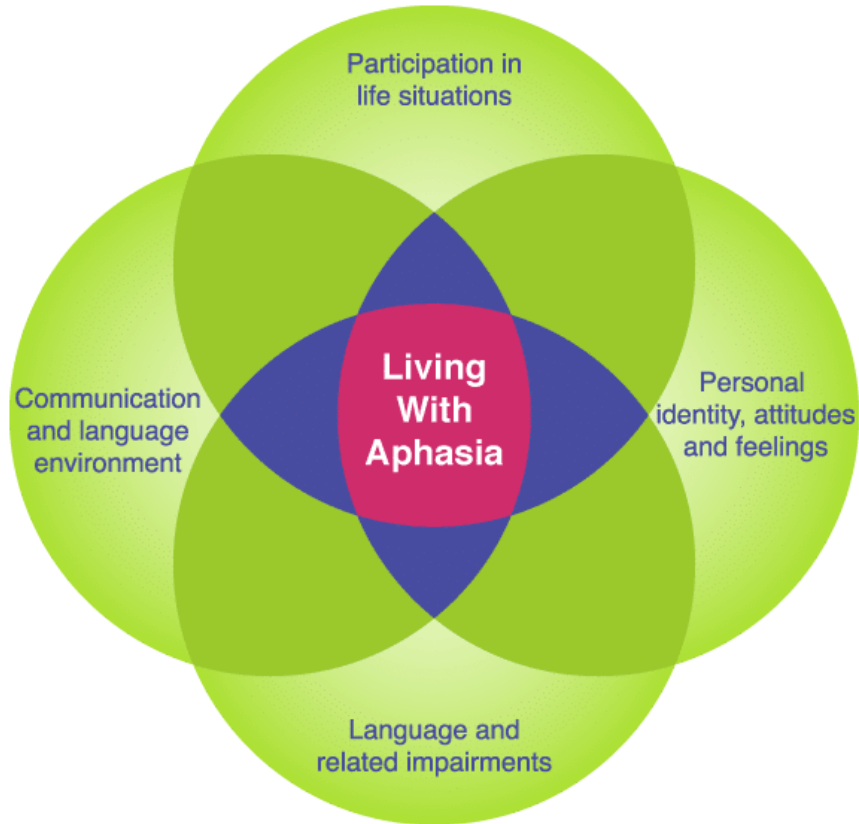 Participation in
life situations
Communication
and language
environment
Living
With
Aphasia
Personal
identity, attitudes
and feelings
Language and
related impairments